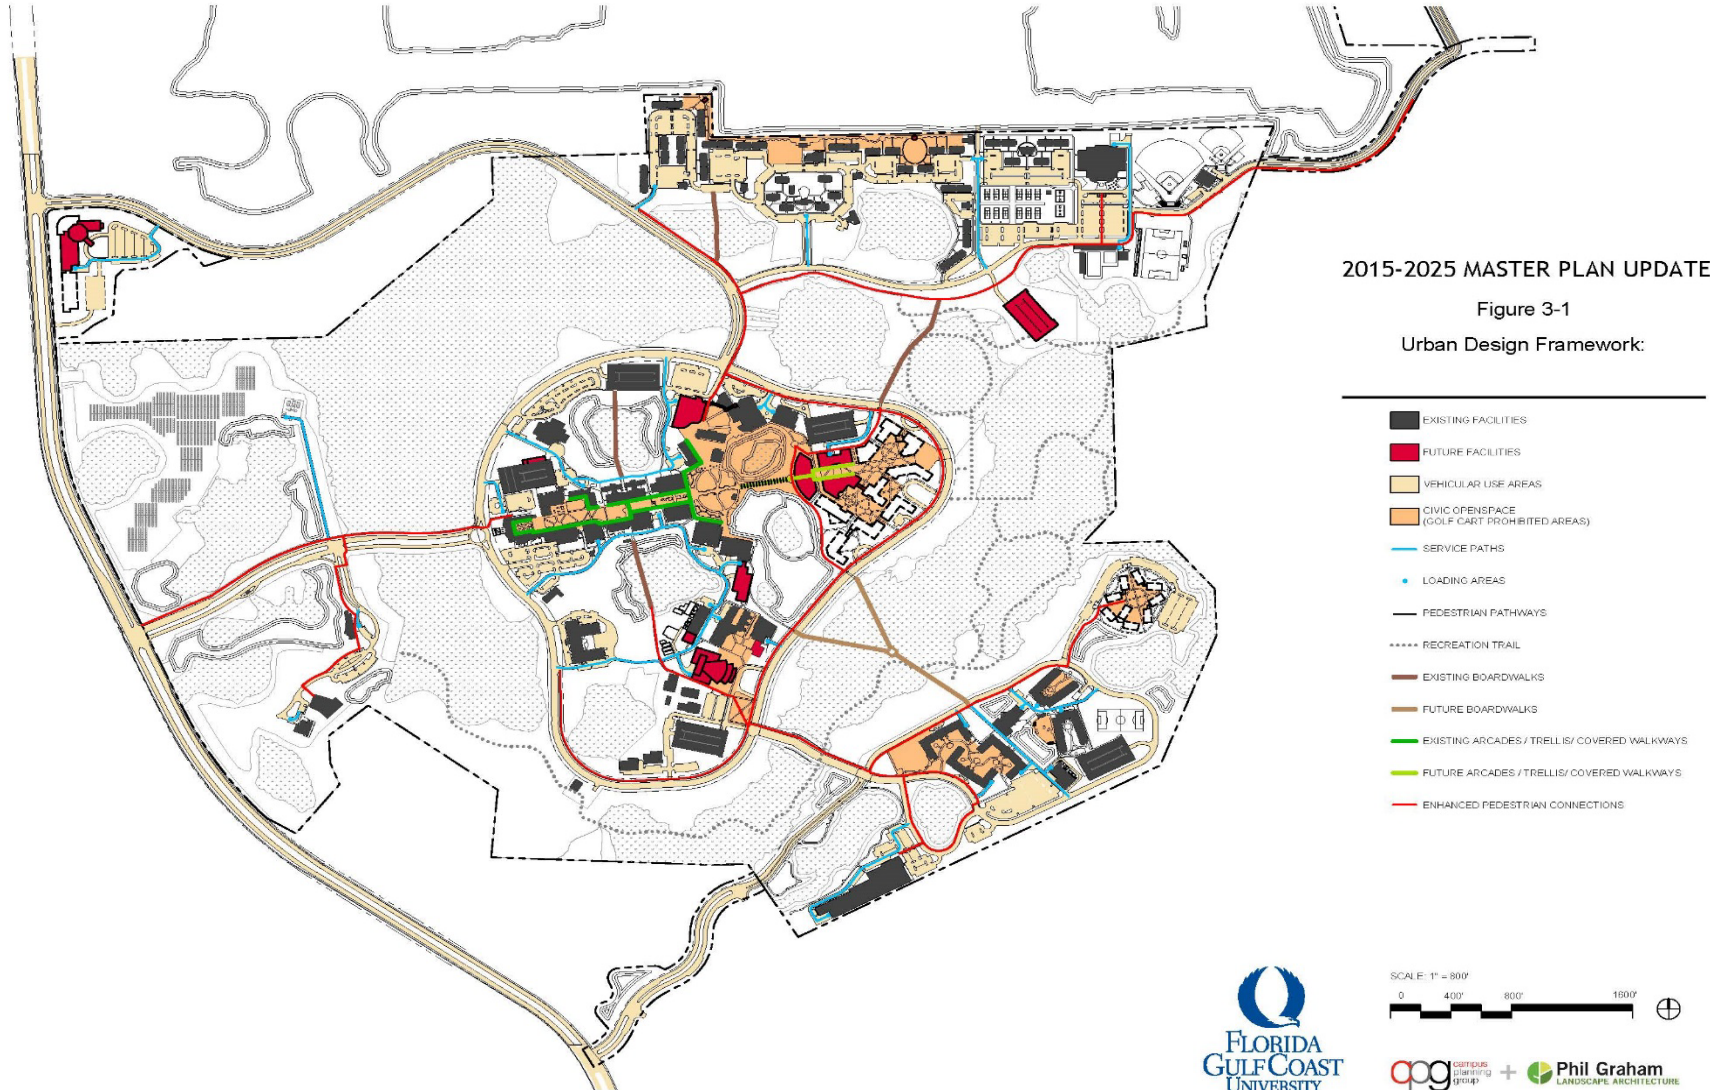 2015-2025 MASTER PLAN UPDATE
Figure 3-1
Urban Design Framework:
EXISTING FACILITIES
FUTURE FACILITIES
VEHICULAR USE AREAS
CIVIC OPENSPACE
(GOLF CART PROHIBITED AREAS)
SERVICE PATHS
LOADING AREAS
PEDESTRIAN PATHWAYS
RECREATION TRAIL
EXISTING BOARDWALKS
FUTURE BOARDWALKS
EXISTING ARCADES / TRELLIS/ COVERED WALKWAYS
FUTURE ARCADES / TRELLIS/ COVERED WALKWAYS
ENHANCED PEDESTRIAN CONNECTIONS
SCALE: 1" = 800'
0 400' 800' 1600'
FLORIDA
GULF COAST
UNIVERSITY
cpg campus
planning
group
+
Phil Graham
LANDSCAPE ARCHITECTURE